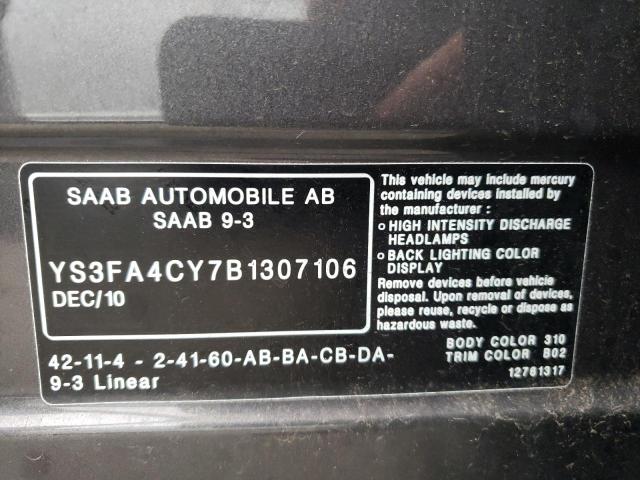 SAAB AUTOMOBILE AB
SAAB 9-3
YS3FA4CY7B1307106
DEC/10
42-11-4 - 2-41-60-AB-BA-CB-DA-
9-3 Linear
This vehicle may include mercury
containing devices installed by
the manufacturer :
o HIGH INTENSITY DISCHARGE
HEADLAMPS
o BACK LIGHTING COLOR
DISPLAY
Remove devices before vehicle
disposal. Upon removal of devices,
please reuse, recycle or dispose as
hazardous waste.
BODY COLOR 310
TRIM COLOR B02
12761317